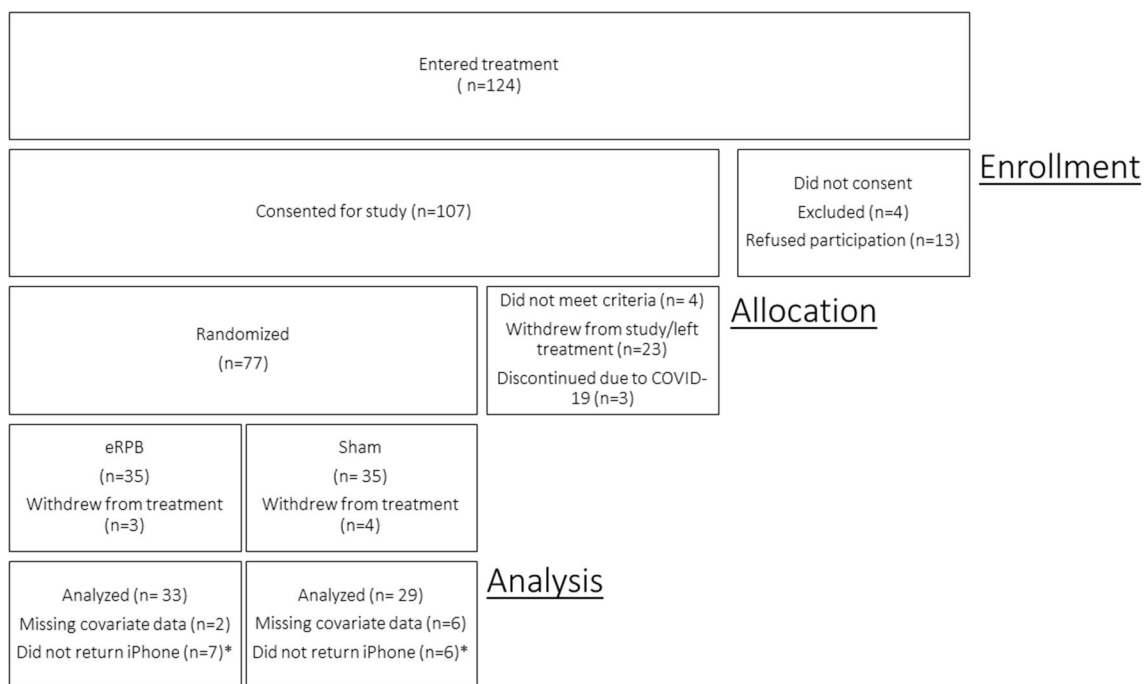 Entered treatment
( n=124)
Enrollment
Consented for study (n=107)
Did not consent
Excluded (n=4)
Refused participation (n=13)
Allocation
Randomized
(n=77)
Did not meet criteria (n= 4)
Withdrew from study/left
treatment (n=23)
Discontinued due to COVID-
19 (n=3)
eRPB
(n=35)
Withdrew from treatment
(n=3)
Sham
(n= 35)
Withdrew from treatment
(n=4)
Analysis
Analyzed (n= 33)
Missing covariate data (n=2)
Did not return iPhone (n=7)*
Analyzed (n= 29)
Missing covariate data (n=6)
Did not return iPhone (n=6)*